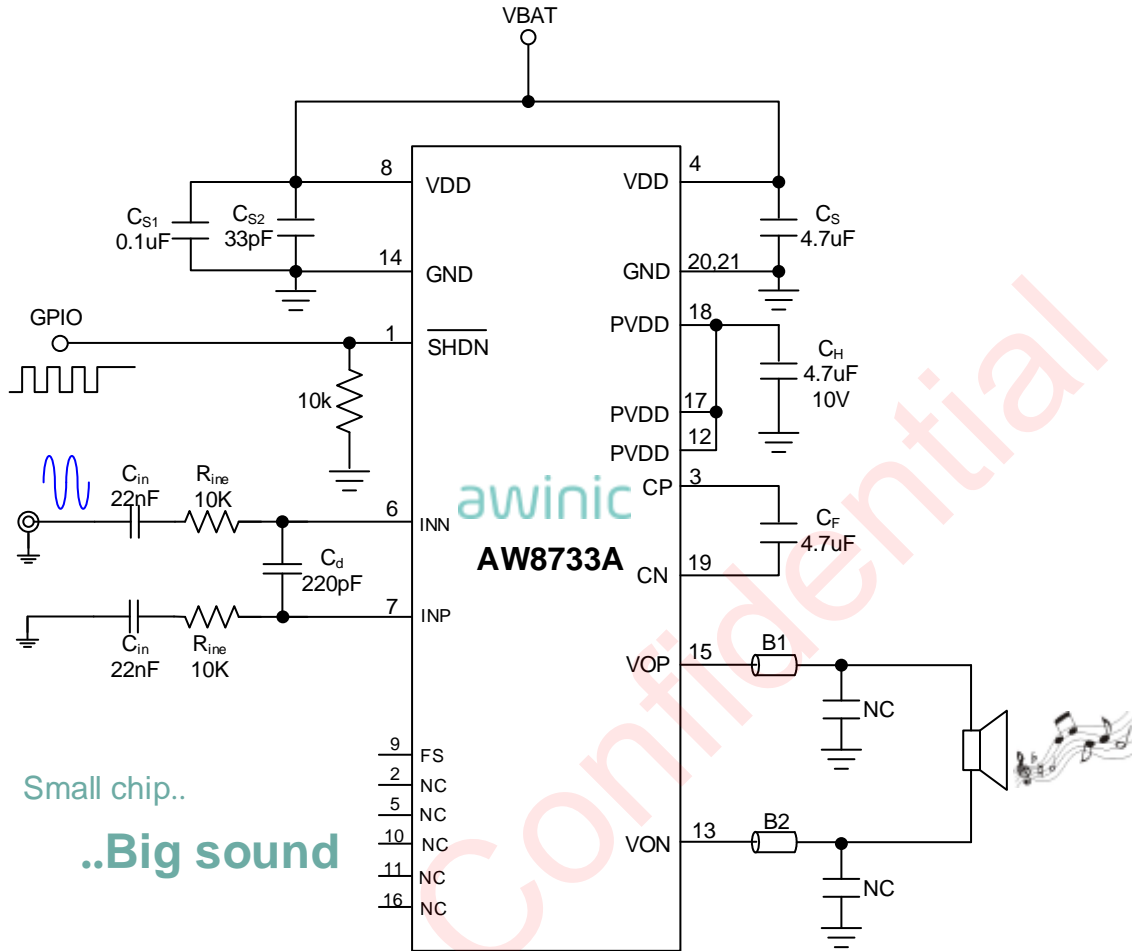 VBAT
8
VDD
VDD
4
CS1
0.1uF
CS2
33pF
CS
4.7uF
14
GND
GND
20,21
GPIO
1
SHDN
PVDD
18
CH
4.7uF
10V
10k
PVDD
17
PVDD
12
Cin
22nF
Rine
10K
6
INN
awinic
AW8733A
CP
3
CF
4.7uF
CN
19
Cd
220pF
7
INP
Cin
22nF
Rine
10K
VOP
15
B1
NC
9
FS
2
NC
5
NC
10
NC
11
NC
16
NC
Small chip..
..Big sound
VON
13
B2
NC
Confidential